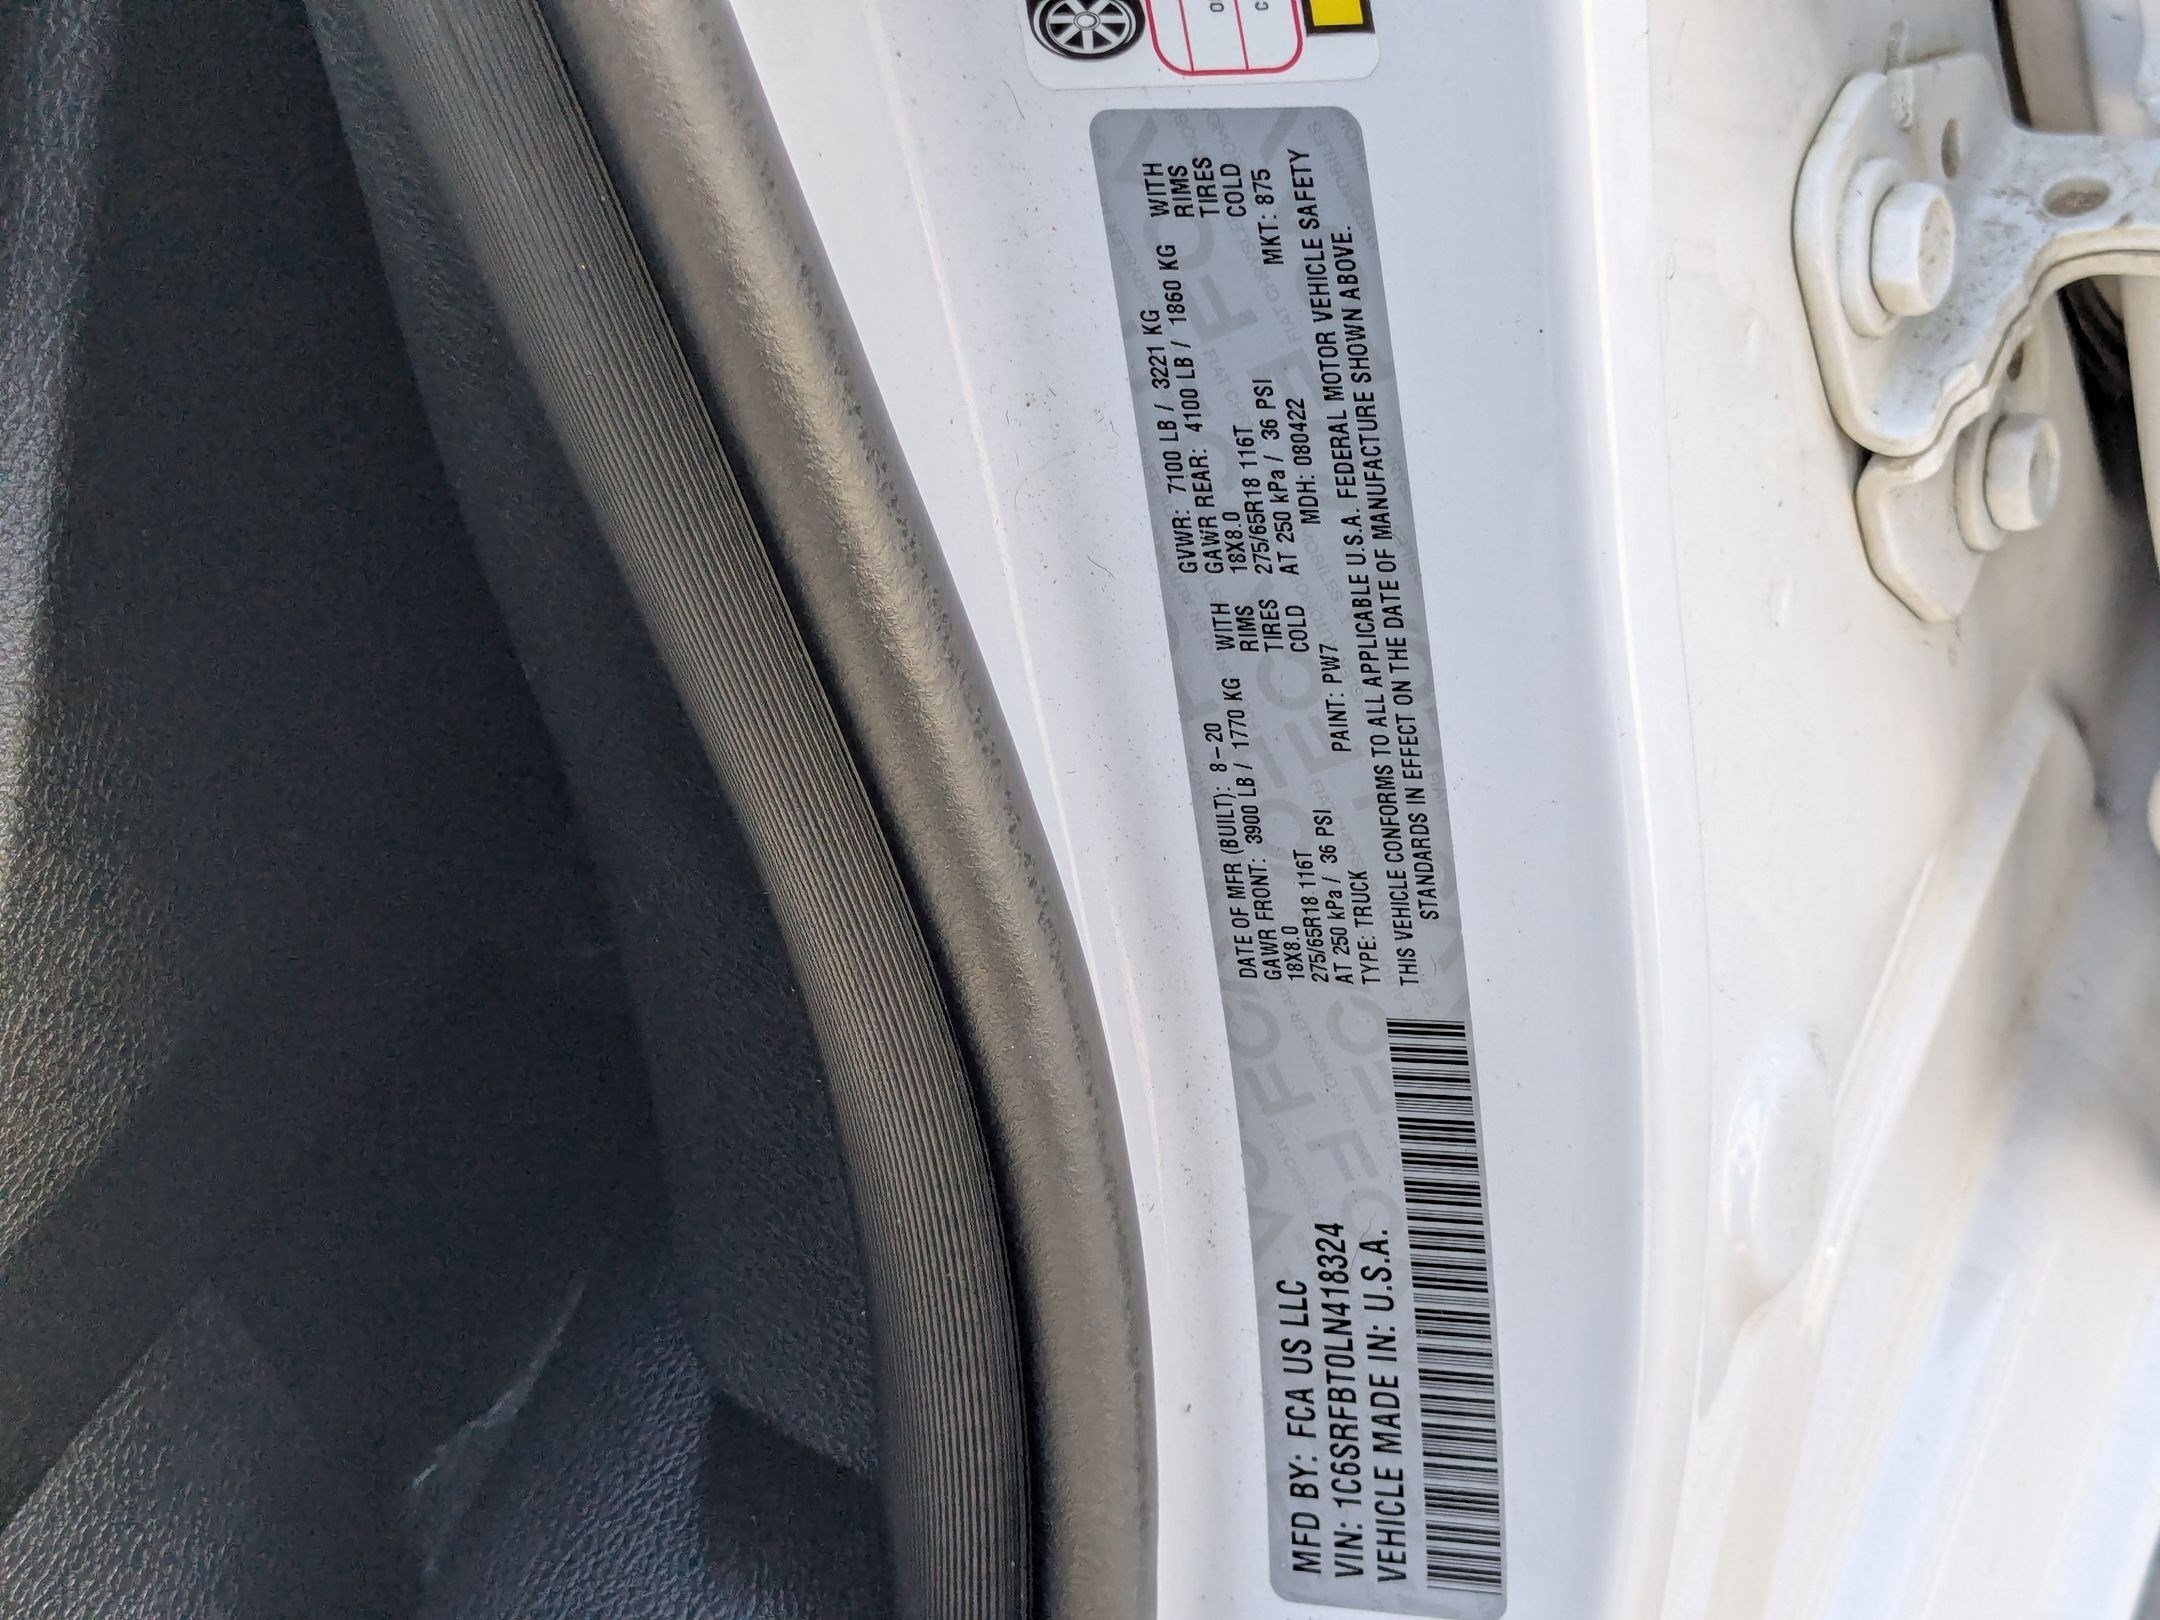 MFD BY: FCA US LLC
VIN: 1C6SRFBT0LN418324
VEHICLE MADE IN: U.S.A.
DATE OF MFR (BUILT): 8-20 GVWR: 7100 LB / 3221 KG
GAWR FRONT: 3900 LB / 1770 KG WITH GAWR REAR: 4100 LB / 1860 KG WITH
18X8.0 RIMS 18X8.0 RIMS
275/65R18 116T TIRES 275/65R18 116T TIRES
AT 250 kPa / 36 PSI COLD AT 250 kPa / 36 PSI COLD
TYPE: TRUCK PAINT: PW7 MDH: 080422 MKT: 875
THIS VEHICLE CONFORMS TO ALL APPLICABLE U.S.A. FEDERAL MOTOR VEHICLE SAFETY
STANDARDS IN EFFECT ON THE DATE OF MANUFACTURE SHOWN ABOVE.